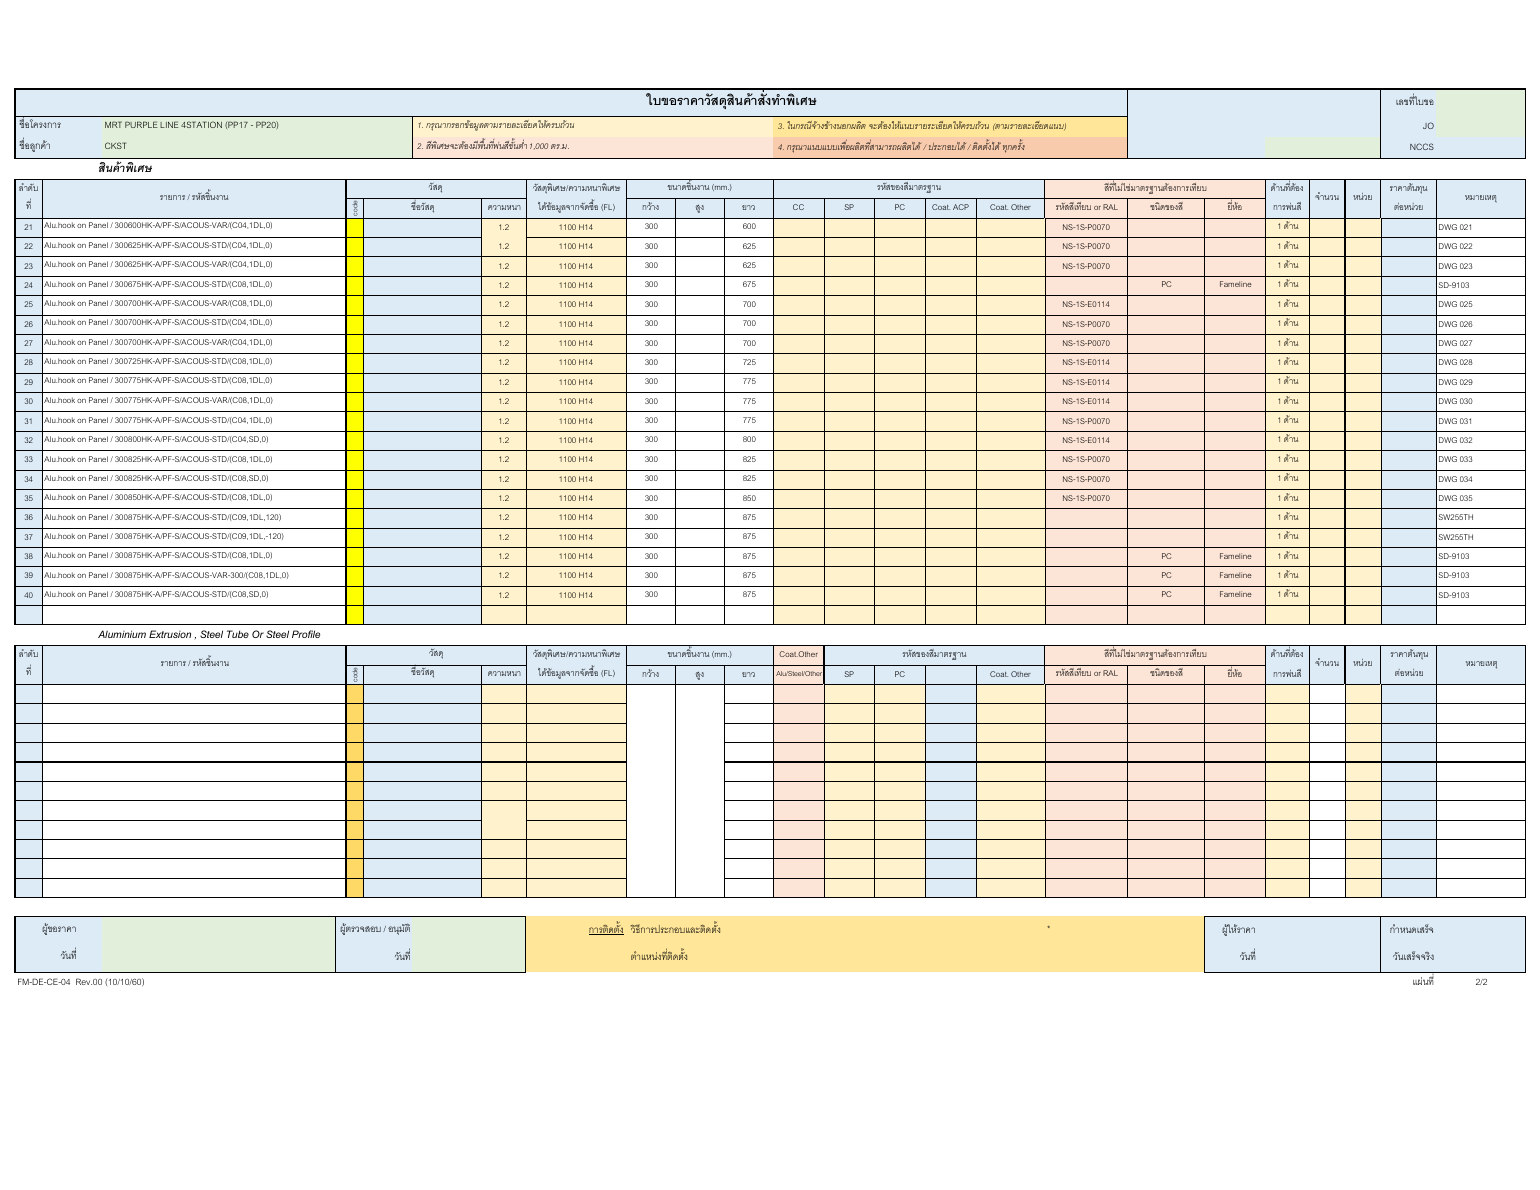 ใบขอราคาวัสดุสินค้าสั่งทำพิเศษ
เลขที่ใบขอ
ชื่อโครงการ MRT PURPLE LINE 4STATION (PP17 - PP20) 1. กรุณากรอกข้อมูลตามรายละเอียดให้ครบถ้วน 3. ในกรณีจ้างช้างนอกผลิต จะต้องให้แนบรายระเอียดให้ครบถ้วน (ตามรายละเอียดแนบ) JO
ชื่อลูกค้า CKST 2. สีพิเศษจะต้องมีพื้นที่พ่นสีขั้นต่ำ 1,000 ตร.ม. 4. กรุณาแนบแบบเพื่อผลิตที่สามารถผลิตได้ / ประกอบได้ / ติดตั้งได้ ทุกครั้ง NCCS
สินค้าพิเศษ
ลำดับ วัสดุ วัสดุพิเศษ/ความหนาพิเศษ ขนาดชิ้นงาน (mm.) รหัสของสีมาตรฐาน สีที่ไม่ใช่มาตรฐานต้องการเทียบ ด้านที่ต้อง ราคาต้นทุน
รายการ / รหัสชิ้นงาน จำนวน หน่วย หมายเหตุ
ที่ code ชื่อวัสดุ ความหนา ได้ข้อมูลจากจัดซื้อ (FL) กว้าง สูง ยาว CC SP PC Coat. ACP Coat. Other รหัสสีเทียบ or RAL ชนิดของสี ยี่ห้อ การพ่นสี ต่อหน่วย
21 Alu.hook on Panel / 300600HK-A/PF-S/ACOUS-VAR/(C04,1DL,0) 1.2 1100 H14 300 600 NS-1S-P0070 1 ด้าน DWG 021
22 Alu.hook on Panel / 300625HK-A/PF-S/ACOUS-STD/(C04,1DL,0) 1.2 1100 H14 300 625 NS-1S-P0070 1 ด้าน DWG 022
23 Alu.hook on Panel / 300625HK-A/PF-S/ACOUS-VAR/(C04,1DL,0) 1.2 1100 H14 300 625 NS-1S-P0070 1 ด้าน DWG 023
24 Alu.hook on Panel / 300675HK-A/PF-S/ACOUS-STD/(C08,1DL,0) 1.2 1100 H14 300 675 PC Fameline 1 ด้าน SD-9103
25 Alu.hook on Panel / 300700HK-A/PF-S/ACOUS-VAR/(C08,1DL,0) 1.2 1100 H14 300 700 NS-1S-E0114 1 ด้าน DWG 025
26 Alu.hook on Panel / 300700HK-A/PF-S/ACOUS-STD/(C04,1DL,0) 1.2 1100 H14 300 700 NS-1S-P0070 1 ด้าน DWG 026
27 Alu.hook on Panel / 300700HK-A/PF-S/ACOUS-VAR/(C04,1DL,0) 1.2 1100 H14 300 700 NS-1S-P0070 1 ด้าน DWG 027
28 Alu.hook on Panel / 300725HK-A/PF-S/ACOUS-STD/(C08,1DL,0) 1.2 1100 H14 300 725 NS-1S-E0114 1 ด้าน DWG 028
29 Alu.hook on Panel / 300775HK-A/PF-S/ACOUS-STD/(C08,1DL,0) 1.2 1100 H14 300 775 NS-1S-E0114 1 ด้าน DWG 029
30 Alu.hook on Panel / 300775HK-A/PF-S/ACOUS-VAR/(C08,1DL,0) 1.2 1100 H14 300 775 NS-1S-E0114 1 ด้าน DWG 030
31 Alu.hook on Panel / 300775HK-A/PF-S/ACOUS-STD/(C04,1DL,0) 1.2 1100 H14 300 775 NS-1S-P0070 1 ด้าน DWG 031
32 Alu.hook on Panel / 300800HK-A/PF-S/ACOUS-STD/(C04,SD,0) 1.2 1100 H14 300 800 NS-1S-E0114 1 ด้าน DWG 032
33 Alu.hook on Panel / 300825HK-A/PF-S/ACOUS-STD/(C08,1DL,0) 1.2 1100 H14 300 825 NS-1S-P0070 1 ด้าน DWG 033
34 Alu.hook on Panel / 300825HK-A/PF-S/ACOUS-STD/(C08,SD,0) 1.2 1100 H14 300 825 NS-1S-P0070 1 ด้าน DWG 034
35 Alu.hook on Panel / 300850HK-A/PF-S/ACOUS-STD/(C08,1DL,0) 1.2 1100 H14 300 850 NS-1S-P0070 1 ด้าน DWG 035
36 Alu.hook on Panel / 300875HK-A/PF-S/ACOUS-STD/(C09,1DL,120) 1.2 1100 H14 300 875 1 ด้าน SW255TH
37 Alu.hook on Panel / 300875HK-A/PF-S/ACOUS-STD/(C09,1DL,-120) 1.2 1100 H14 300 875 1 ด้าน SW255TH
38 Alu.hook on Panel / 300875HK-A/PF-S/ACOUS-STD/(C08,1DL,0) 1.2 1100 H14 300 875 PC Fameline 1 ด้าน SD-9103
39 Alu.hook on Panel / 300875HK-A/PF-S/ACOUS-VAR-300/(C08,1DL,0) 1.2 1100 H14 300 875 PC Fameline 1 ด้าน SD-9103
40 Alu.hook on Panel / 300875HK-A/PF-S/ACOUS-STD/(C08,SD,0) 1.2 1100 H14 300 875 PC Fameline 1 ด้าน SD-9103
Aluminium Extrusion , Steel Tube Or Steel Profile
ลำดับ วัสดุ วัสดุพิเศษ/ความหนาพิเศษ ขนาดชิ้นงาน (mm.) Coat.Other รหัสของสีมาตรฐาน สีที่ไม่ใช่มาตรฐานต้องการเทียบ ด้านที่ต้อง ราคาต้นทุน
รายการ / รหัสชิ้นงาน จำนวน หน่วย หมายเหตุ
ที่ code ชื่อวัสดุ ความหนา ได้ข้อมูลจากจัดซื้อ (FL) กว้าง สูง ยาว Alu/Steel/Other SP PC Coat. Other รหัสสีเทียบ or RAL ชนิดของสี ยี่ห้อ การพ่นสี ต่อหน่วย
ผู้ขอราคา ผู้ตรวจสอบ / อนุมัติ การติดตั้ง วิธีการประกอบและติดตั้ง * ผู้ให้ราคา กำหนดเสร็จ
วันที่ วันที่ ตำแหน่งที่ติดตั้ง วันที่ วันเสร็จจริง
FM-DE-CE-04 Rev.00 (10/10/60) แผ่นที่ 2/2